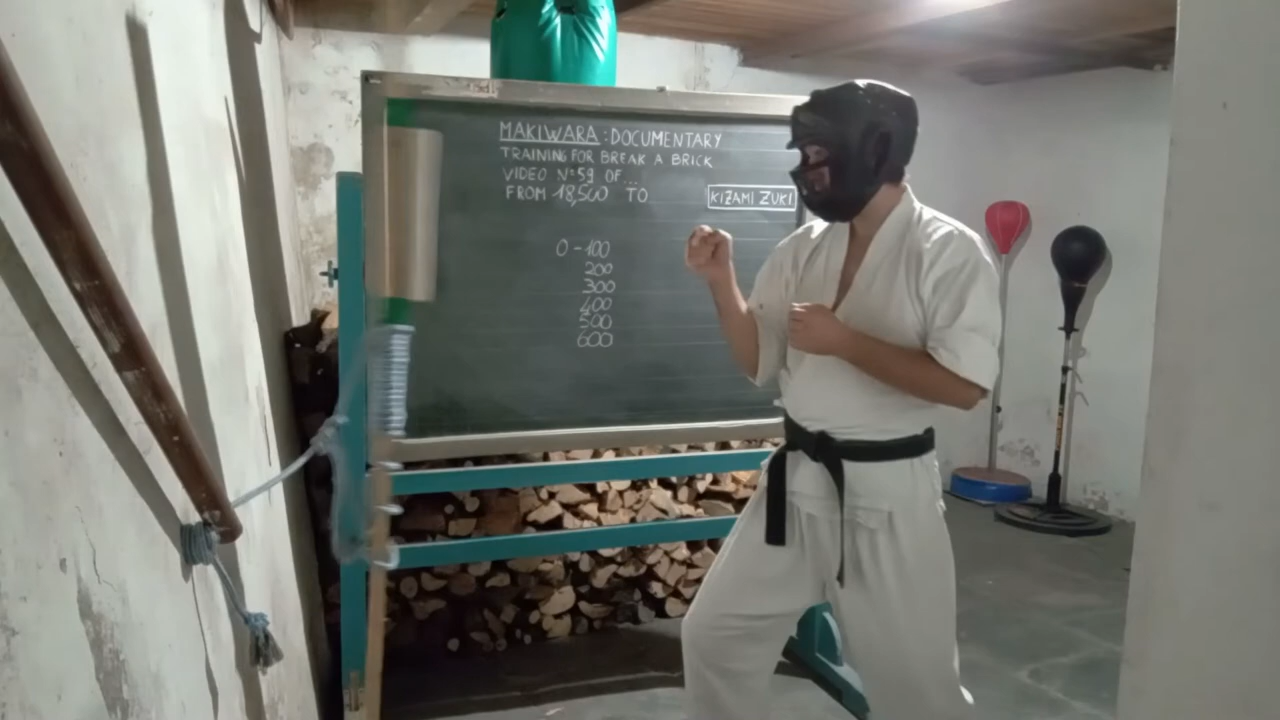 MAKIWARA : DOCUMENTARY
TRAINING FOR BREAK A BRICK
VIDEO N°59 OF...
FROM 18,500 TO
KIZAMI ZUKI
0-100
200
300
400
500
600